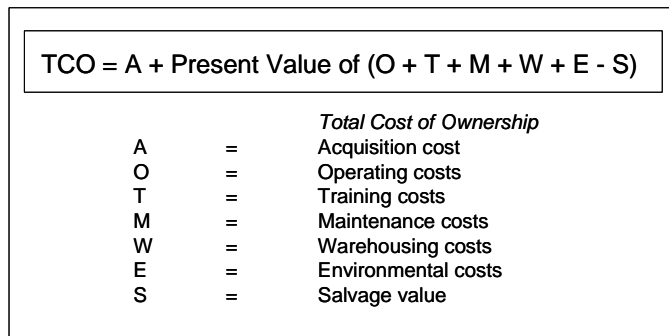 TCO = A + Present Value of (O + T + M + W + E - S)
Total Cost of Ownership
A = Acquisition cost
O = Operating costs
T = Training costs
M = Maintenance costs
W = Warehousing costs
E = Environmental costs
S = Salvage value